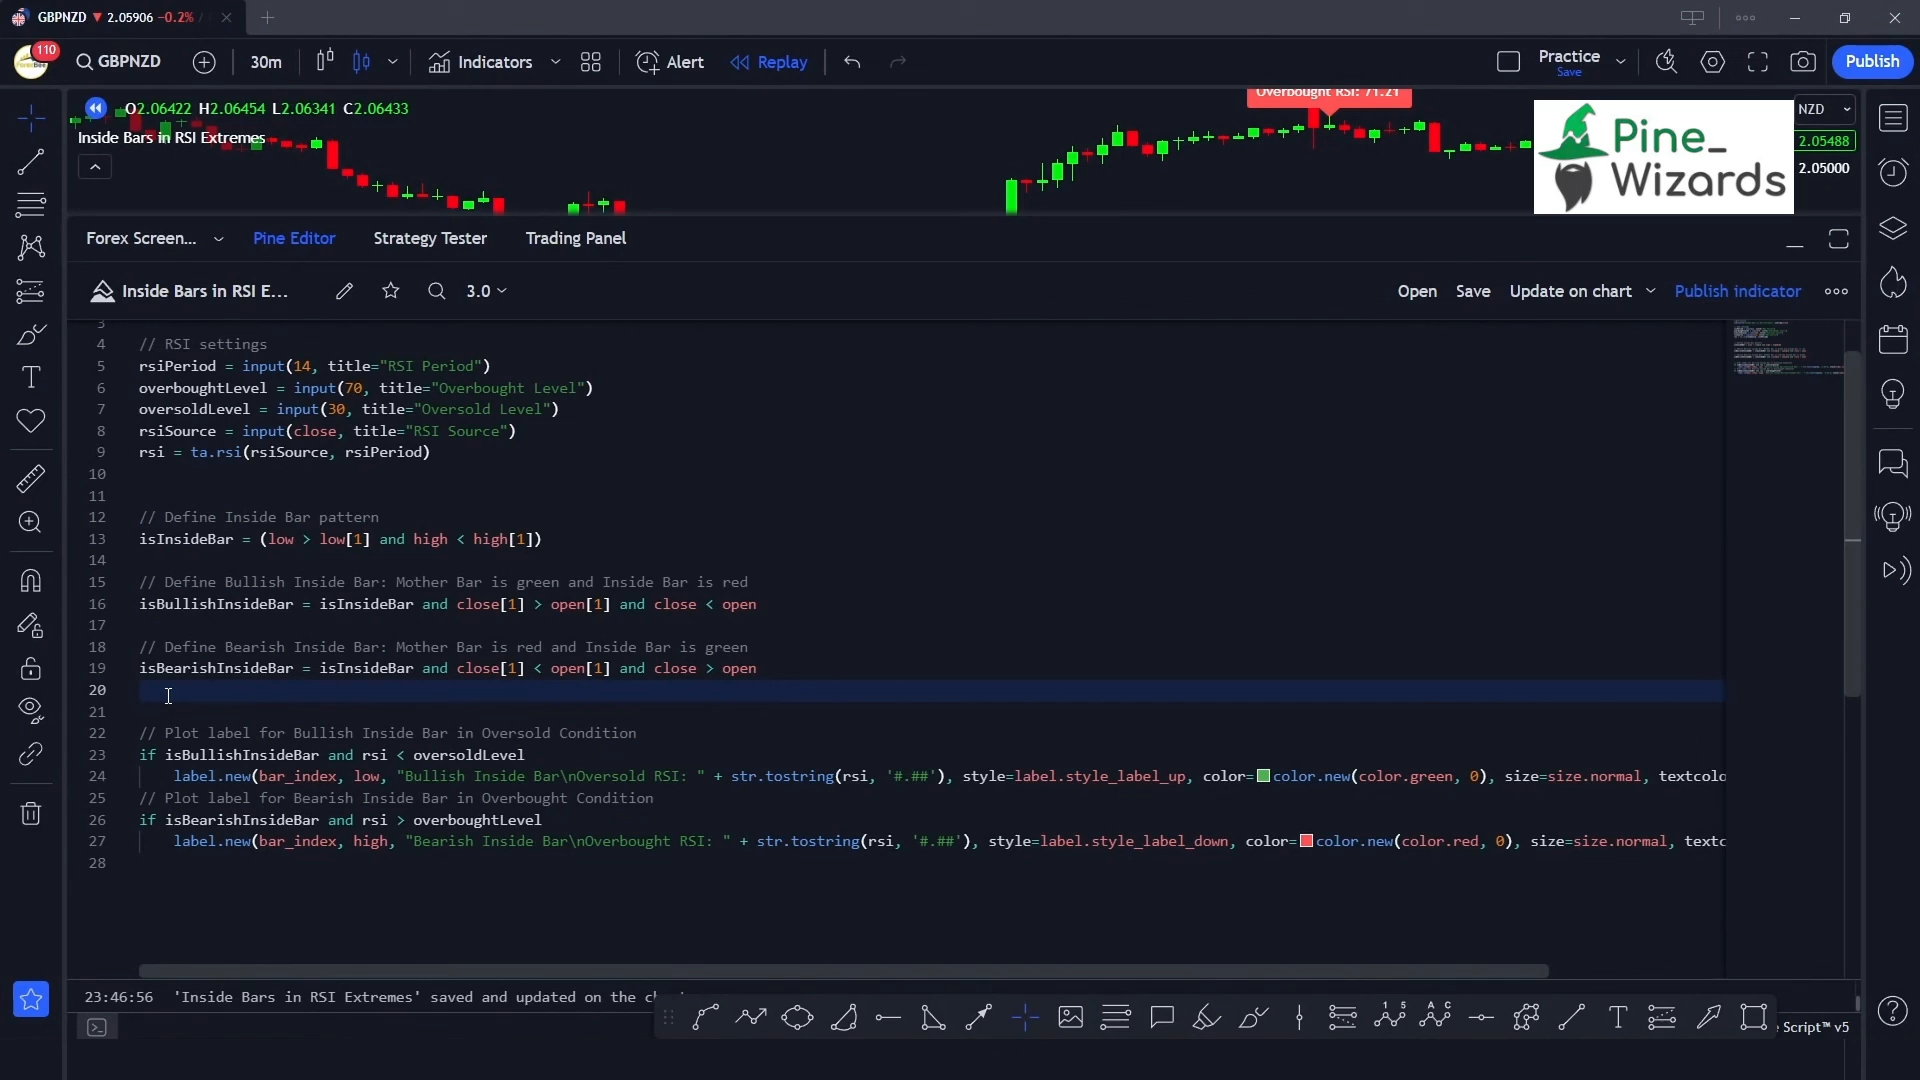 GBPNZD ▼ 2.05906 −0.2% /
110
GBPNZD
30m
Indicators
Alert
Replay
Practice
Save
Publish
O2.06422 H2.06454 L2.06341 C2.06433
Inside Bars in RSI Extremes
Overbought RSI: 71.21
Pine_
Wizards
NZD
2.05488
2.05000
Forex Screen...
Pine Editor
Strategy Tester
Trading Panel
Inside Bars in RSI E...
3.0
Open
Save
Update on chart
Publish indicator
3
4 // RSI settings
5 rsiPeriod = input(14, title="RSI Period")
6 overboughtLevel = input(70, title="Overbought Level")
7 oversoldLevel = input(30, title="Oversold Level")
8 rsiSource = input(close, title="RSI Source")
9 rsi = ta.rsi(rsiSource, rsiPeriod)
10
11
12 // Define Inside Bar pattern
13 isInsideBar = (low > low[1] and high < high[1])
14
15 // Define Bullish Inside Bar: Mother Bar is green and Inside Bar is red
16 isBullishInsideBar = isInsideBar and close[1] > open[1] and close < open
17
18 // Define Bearish Inside Bar: Mother Bar is red and Inside Bar is green
19 isBearishInsideBar = isInsideBar and close[1] < open[1] and close > open
20
21
22 // Plot label for Bullish Inside Bar in Oversold Condition
23 if isBullishInsideBar and rsi < oversoldLevel
24 label.new(bar_index, low, "Bullish Inside Bar\nOversold RSI: " + str.tostring(rsi, '#.##'), style=label.style_label_up, color=color.new(color.green, 0), size=size.normal, textcolo
25 // Plot label for Bearish Inside Bar in Overbought Condition
26 if isBearishInsideBar and rsi > overboughtLevel
27 label.new(bar_index, high, "Bearish Inside Bar\nOverbought RSI: " + str.tostring(rsi, '#.##'), style=label.style_label_down, color=color.new(color.red, 0), size=size.normal, textc
28
23:46:56 'Inside Bars in RSI Extremes' saved and updated on the ch
Script™ v5